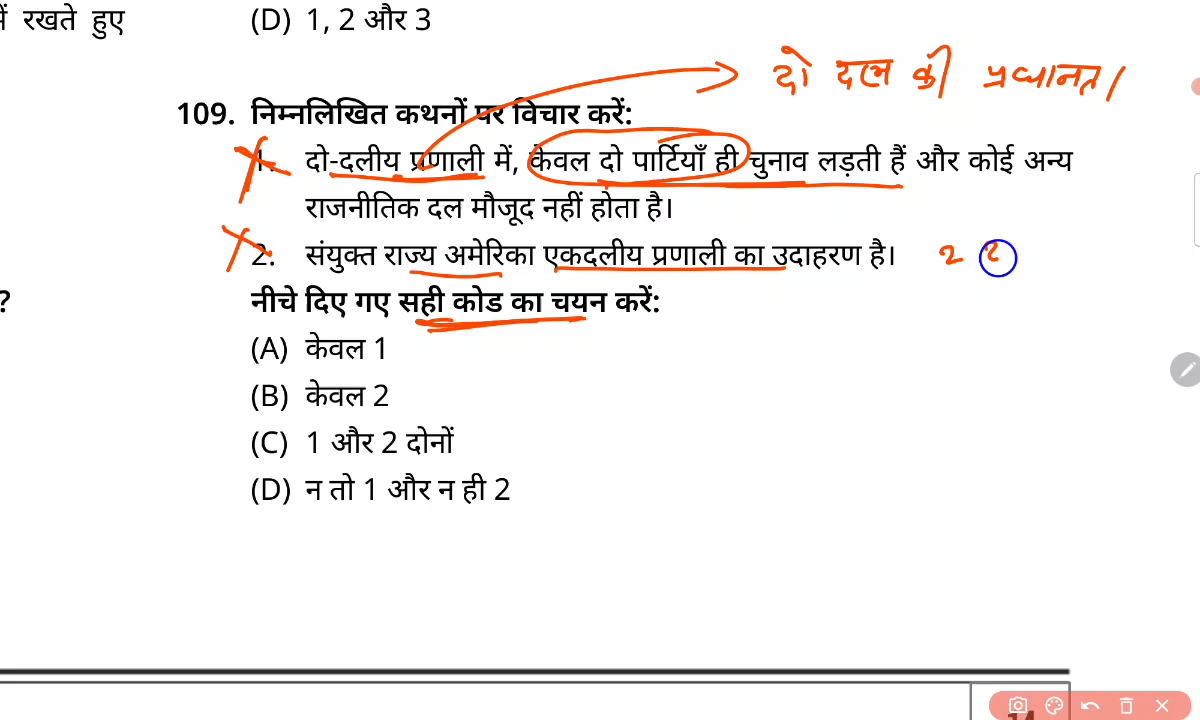 में रखते हुए
(D) 1, 2 और 3
दो दल की प्रधानता
109. निम्नलिखित कथनों पर विचार करें:
1. दो-दलीय प्रणाली में, केवल दो पार्टियाँ ही चुनाव लड़ती हैं और कोई अन्य
राजनीतिक दल मौजूद नहीं होता है।
2. संयुक्त राज्य अमेरिका एकदलीय प्रणाली का उदाहरण है। 2
?
नीचे दिए गए सही कोड का चयन करें:
(A) केवल 1
(B) केवल 2
(C) 1 और 2 दोनों
(D) न तो 1 और न ही 2
14